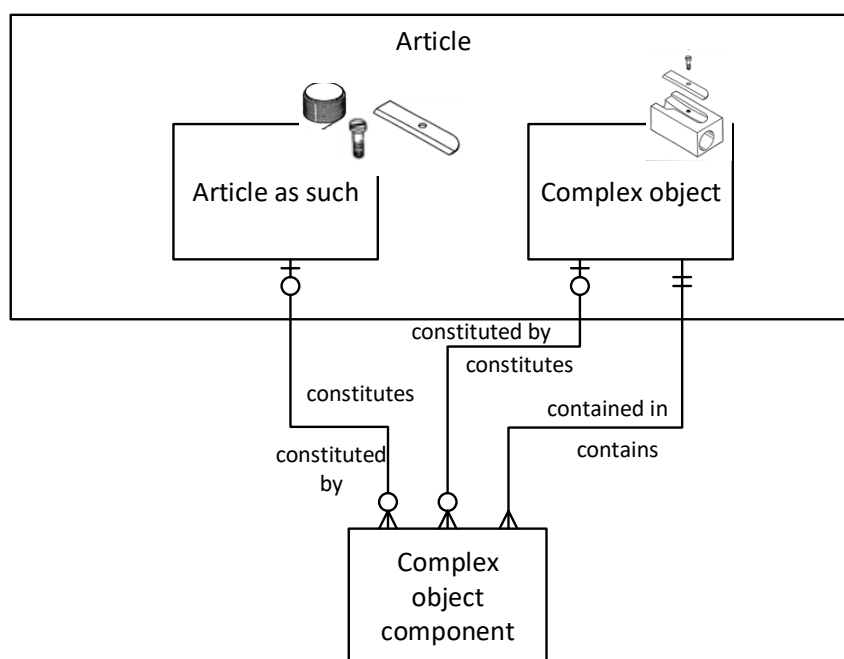 Article
Article as such
Complex object
constituted by
constitutes
constitutes
contained in
constituted
by
contains
Complex
object
component